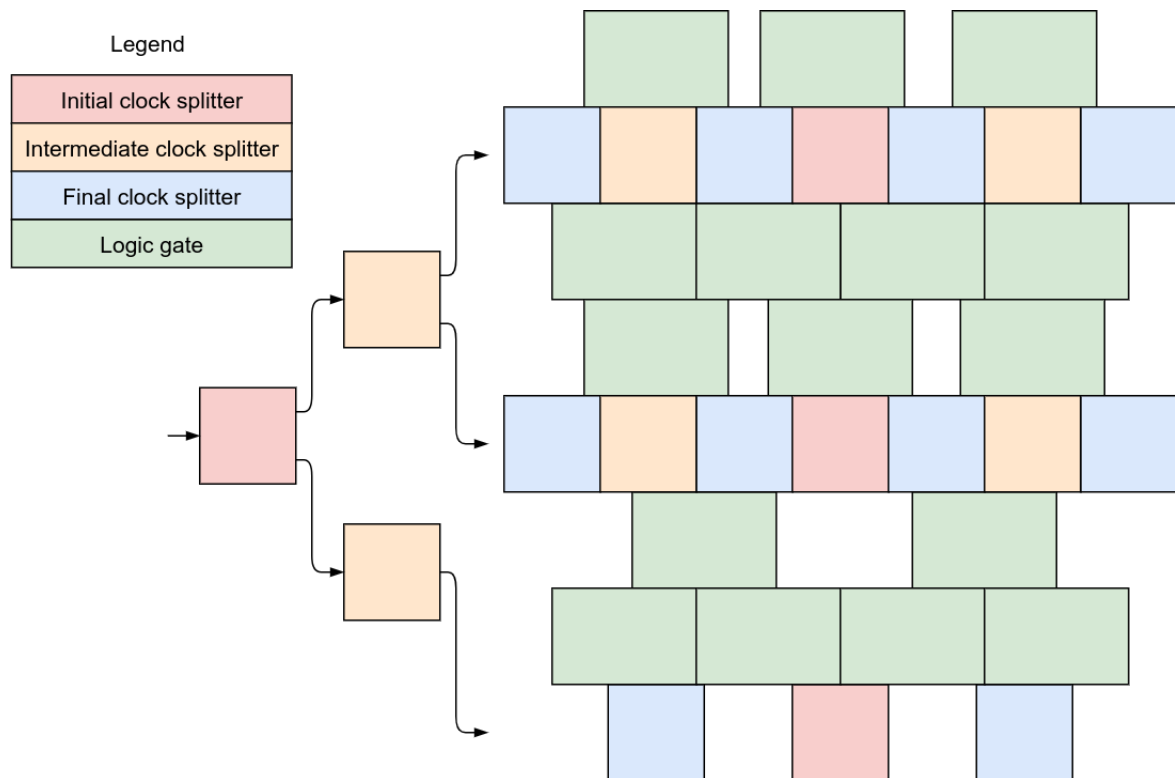 Legend
Initial clock splitter
Intermediate clock splitter
Final clock splitter
Logic gate